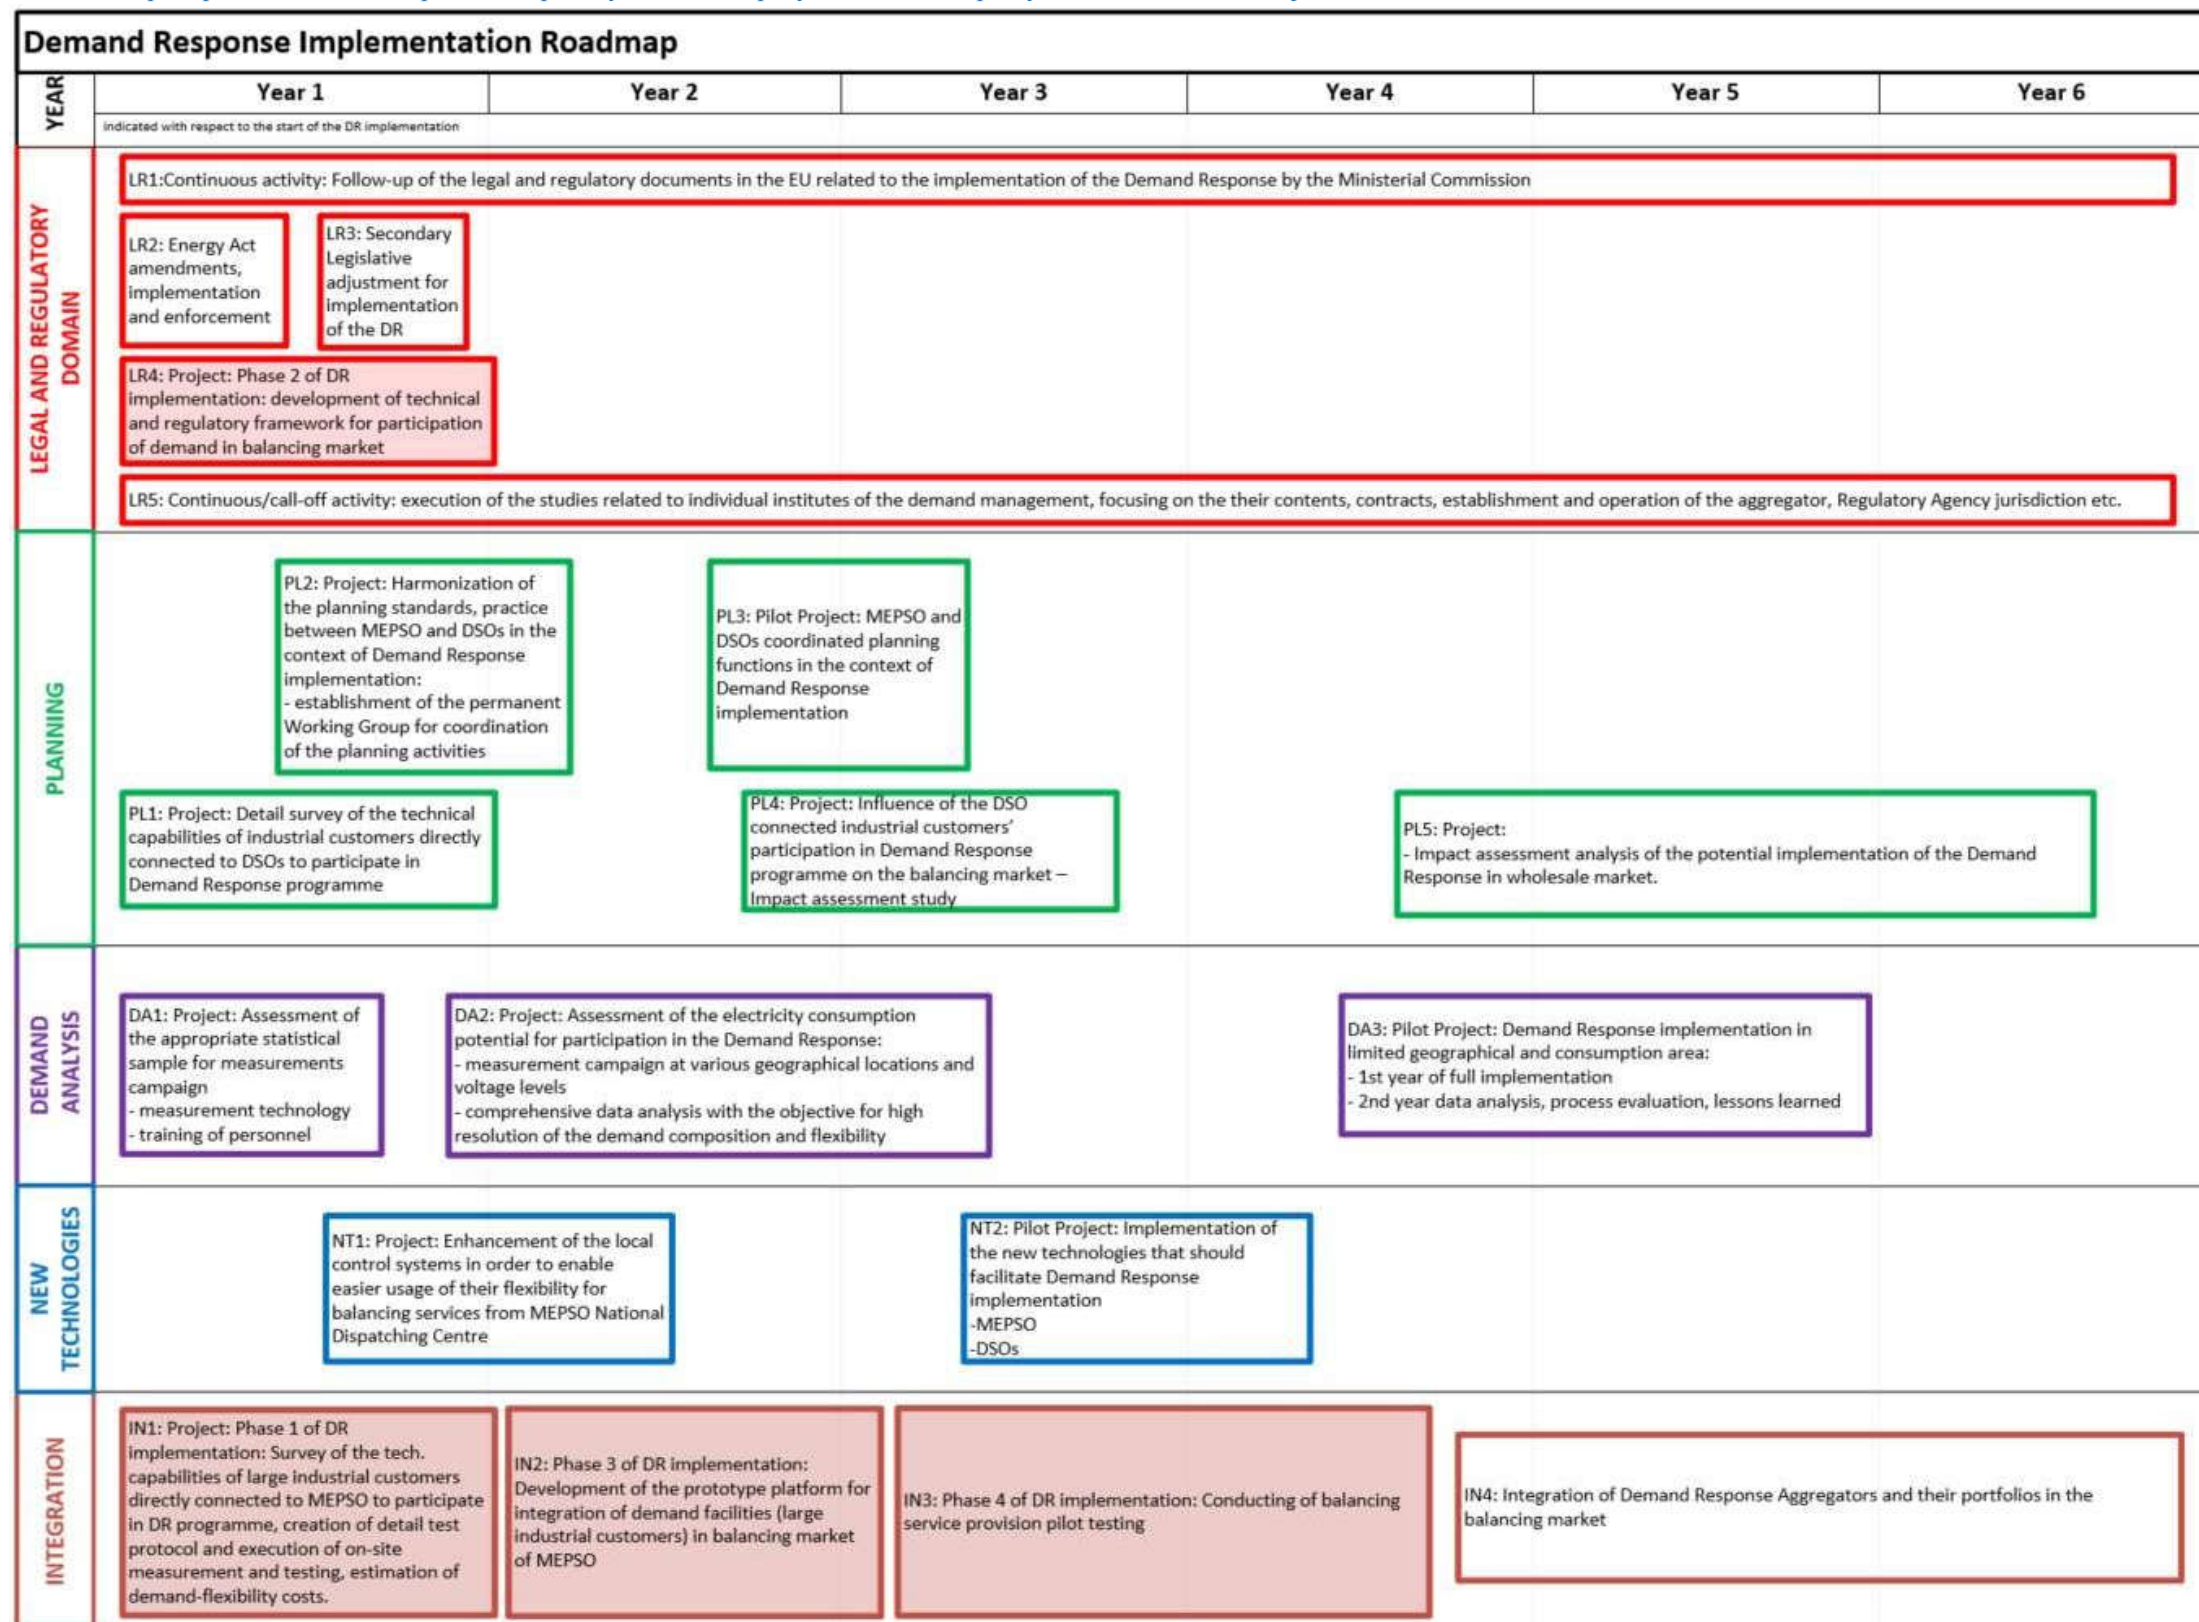 Demand Response Implementation Roadmap
YEAR
Year 1
Year 2
Year 3
Year 4
Year 5
Year 6
indicated with respect to the start of the DR implementation
LEGAL AND REGULATORY
DOMAIN
LR1:Continuous activity: Follow-up of the legal and regulatory documents in the EU related to the implementation of the Demand Response by the Ministerial Commission
LR2: Energy Act
amendments,
implementation
and enforcement
LR3: Secondary
Legislative
adjustment for
implementation
of the DR
LR4: Project: Phase 2 of DR
implementation: development of technical
and regulatory framework for participation
of demand in balancing market
LR5: Continuous/call-off activity: execution of the studies related to individual institutes of the demand management, focusing on the their contents, contracts, establishment and operation of the aggregator, Regulatory Agency jurisdiction etc.
PLANNING
PL2: Project: Harmonization of
the planning standards, practice
between MEPSO and DSOs in the
context of Demand Response
implementation:
- establishment of the permanent
Working Group for coordination
of the planning activities
PL3: Pilot Project: MEPSO and
DSOs coordinated planning
functions in the context of
Demand Response
implementation
PL1: Project: Detail survey of the technical
capabilities of industrial customers directly
connected to DSOs to participate in
Demand Response programme
PL4: Project: Influence of the DSO
connected industrial customers'
participation in Demand Response
programme on the balancing market –
Impact assessment study
PL5: Project:
- Impact assessment analysis of the potential implementation of the Demand
Response in wholesale market.
DEMAND
ANALYSIS
DA1: Project: Assessment of
the appropriate statistical
sample for measurements
campaign
- measurement technology
- training of personnel
DA2: Project: Assessment of the electricity consumption
potential for participation in the Demand Response:
- measurement campaign at various geographical locations and
voltage levels
- comprehensive data analysis with the objective for high
resolution of the demand composition and flexibility
DA3: Pilot Project: Demand Response implementation in
limited geographical and consumption area:
- 1st year of full implementation
- 2nd year data analysis, process evaluation, lessons learned
NEW
TECHNOLOGIES
NT1: Project: Enhancement of the local
control systems in order to enable
easier usage of their flexibility for
balancing services from MEPSO National
Dispatching Centre
NT2: Pilot Project: Implementation of
the new technologies that should
facilitate Demand Response
implementation
-MEPSO
-DSOs
INTEGRATION
IN1: Project: Phase 1 of DR
implementation: Survey of the tech.
capabilities of large industrial customers
directly connected to MEPSO to participate
in DR programme, creation of detail test
protocol and execution of on-site
measurement and testing, estimation of
demand-flexibility costs.
IN2: Phase 3 of DR implementation:
Development of the prototype platform for
integration of demand facilities (large
industrial customers) in balancing market
of MEPSO
IN3: Phase 4 of DR implementation: Conducting of balancing
service provision pilot testing
IN4: Integration of Demand Response Aggregators and their portfolios in the
balancing market